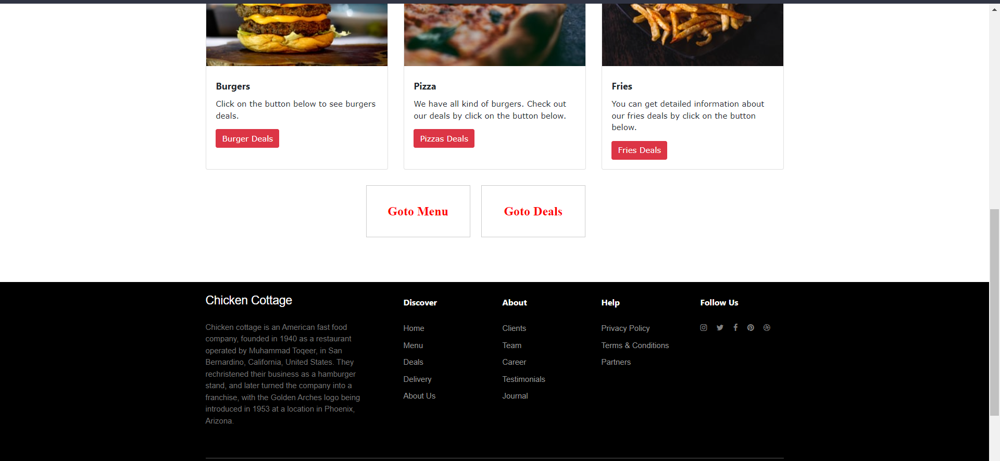 Burgers
Click on the button below to see burgers
deals.
Burger Deals
Pizza
We have all kind of burgers. Check out
our deals by click on the button below.
Pizzas Deals
Fries
You can get detailed information about
our fries deals by click on the button
below.
Fries Deals
Goto Menu
Goto Deals
Chicken Cottage
Chicken cottage is an American fast food
company, founded in 1940 as a restaurant
operated by Muhammad Toqeer, in San
Bernardino, California, United States. They
rechristened their business as a hamburger
stand, and later turned the company into a
franchise, with the Golden Arches logo being
introduced in 1953 at a location in Phoenix,
Arizona.
Discover
Home
Menu
Deals
Delivery
About Us
About
Clients
Team
Career
Testimonials
Journal
Help
Privacy Policy
Terms & Conditions
Partners
Follow Us